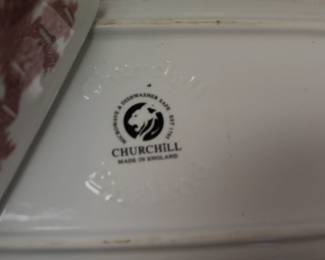 MICROWAVE & DISHWASHER SAFE EST 1795
CHURCHILL
MADE IN ENGLAND